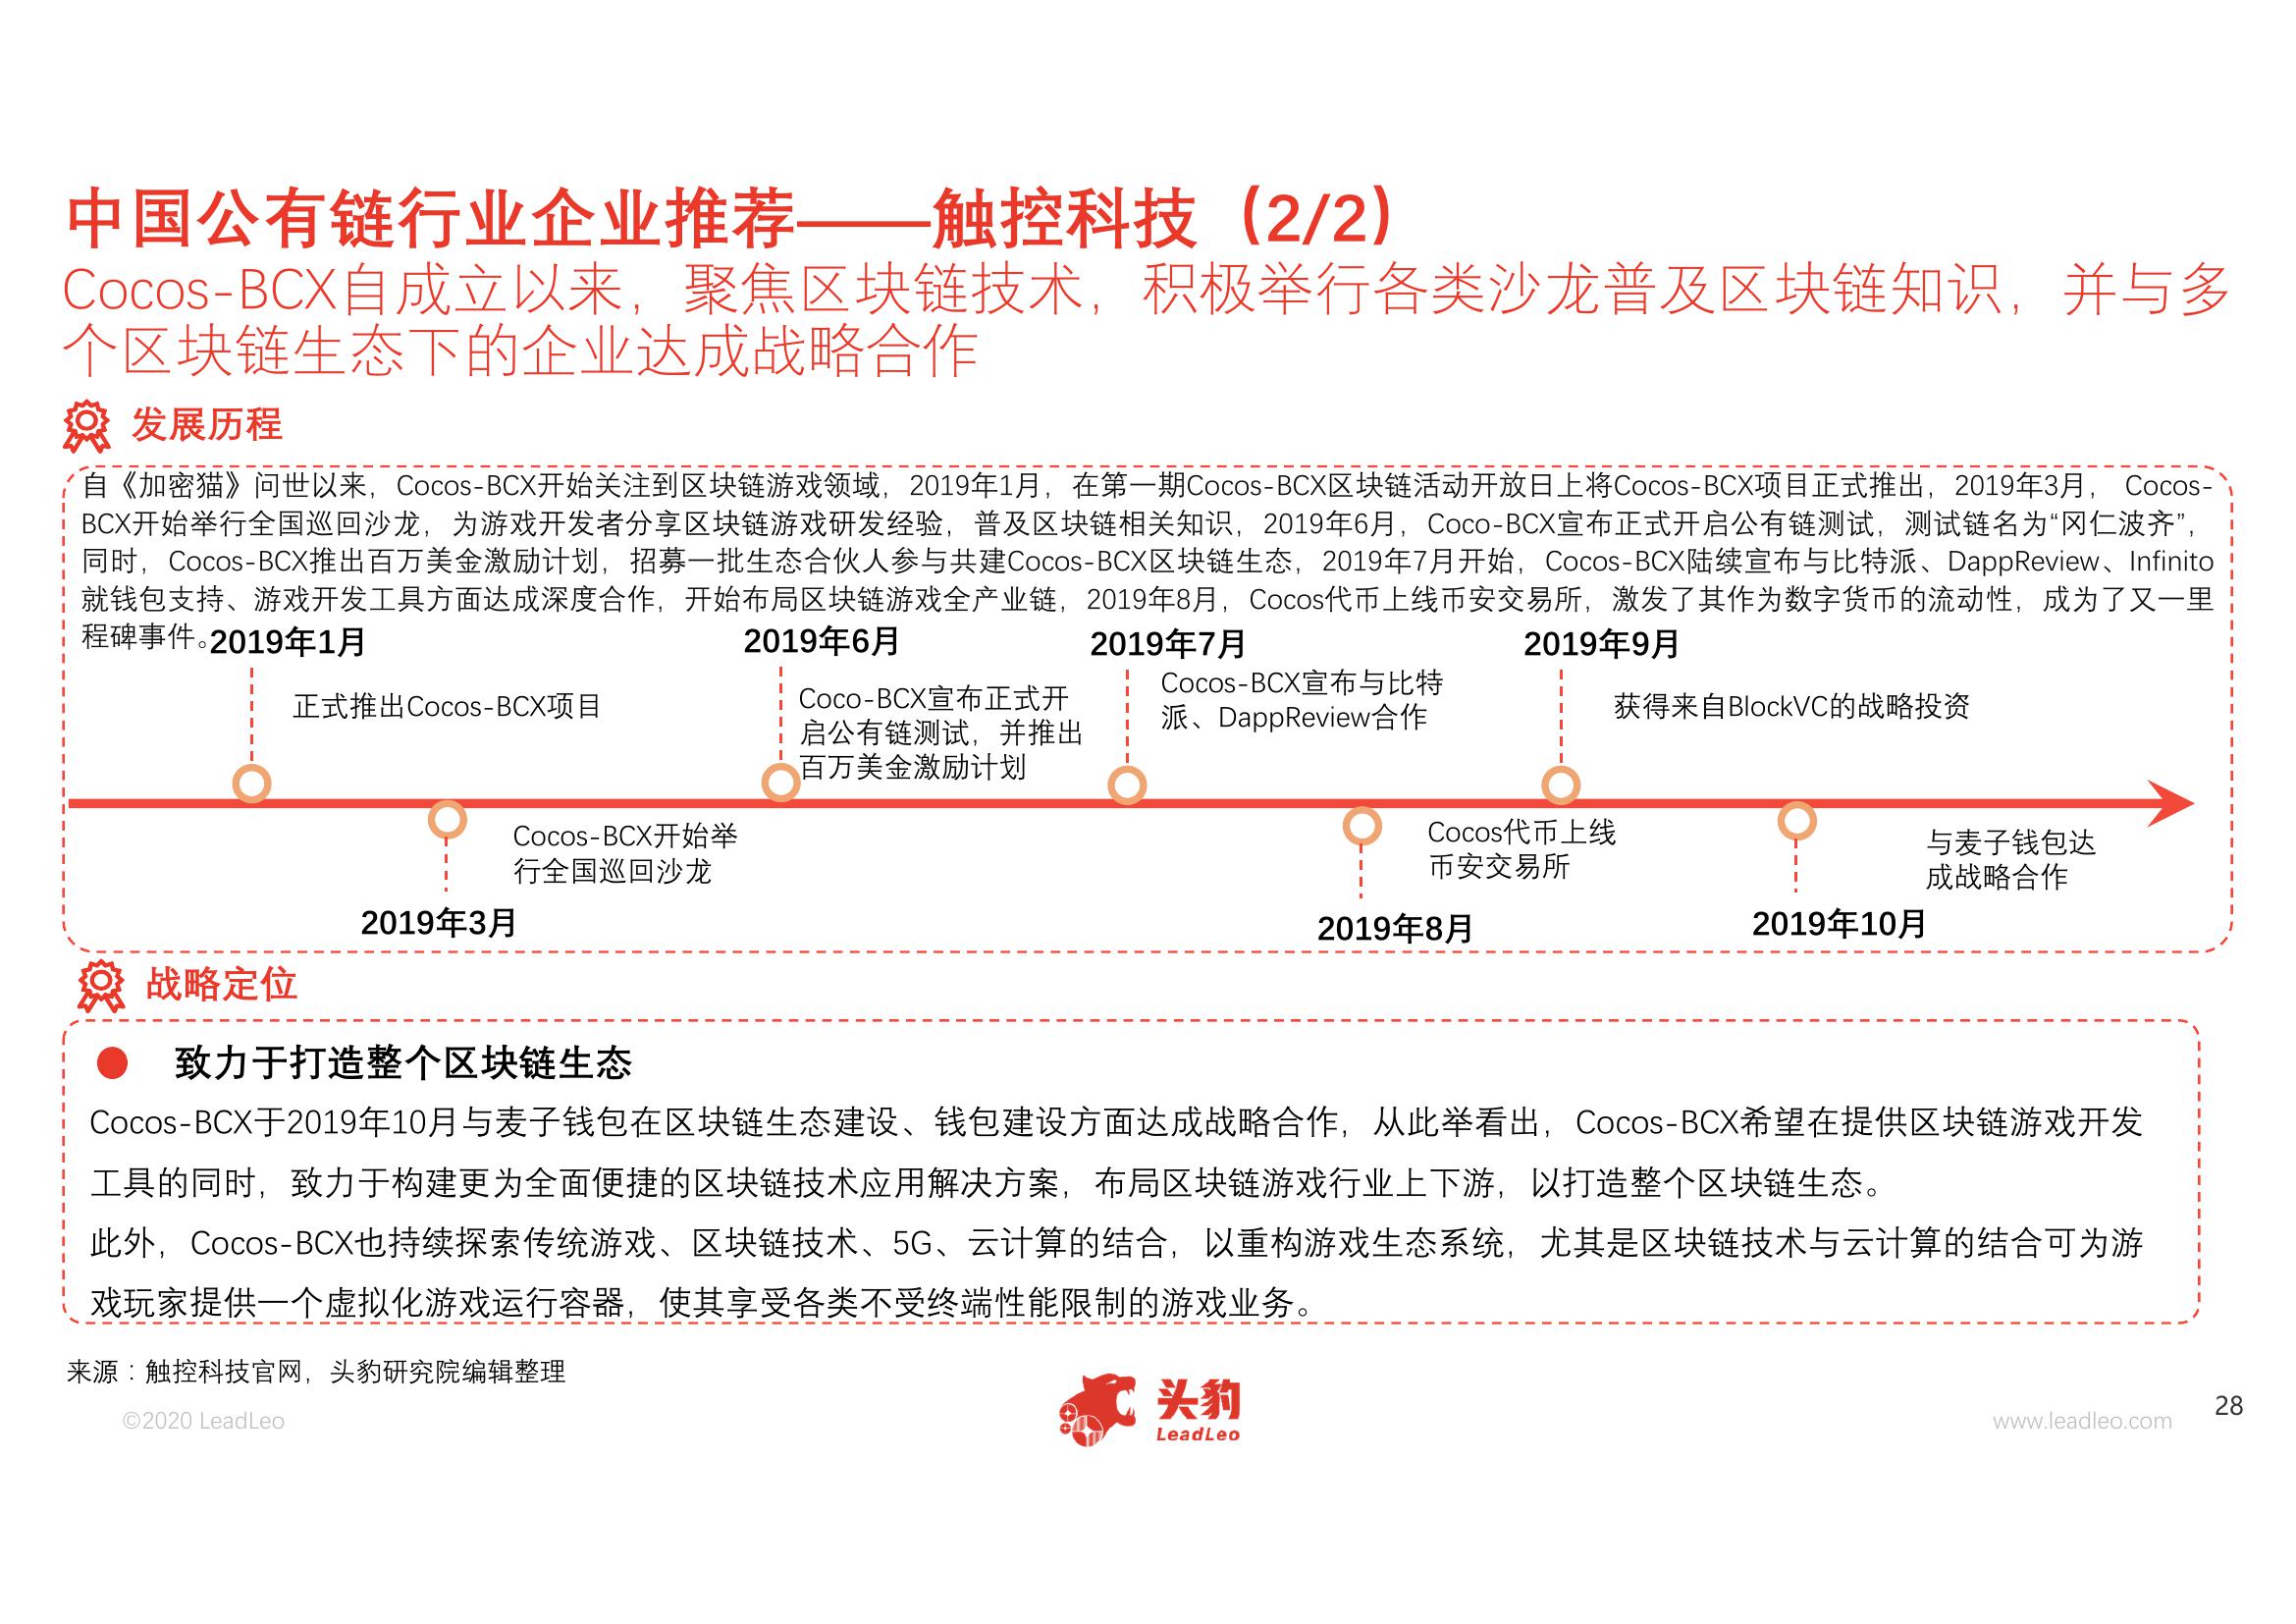 中国公有链行业企业推荐——触控科技（2/2）
Cocos-BCX自成立以来，聚焦区块链技术，积极举行各类沙龙普及区块链知识，并与多
个区块链生态下的企业达成战略合作
发展历程
自《加密猫》问世以来，Cocos-BCX开始关注到区块链游戏领域，2019年1月，在第一期Cocos-BCX区块链活动开放日上将Cocos-BCX项目正式推出，2019年3月， Cocos-
BCX开始举行全国巡回沙龙，为游戏开发者分享区块链游戏研发经验，普及区块链相关知识，2019年6月，Coco-BCX宣布正式开启公有链测试，测试链名为“冈仁波齐”，
同时，Cocos-BCX推出百万美金激励计划，招募一批生态合伙人参与共建Cocos-BCX区块链生态，2019年7月开始，Cocos-BCX陆续宣布与比特派、DappReview、Infinito
就钱包支持、游戏开发工具方面达成深度合作，开始布局区块链游戏全产业链，2019年8月，Cocos代币上线币安交易所，激发了其作为数字货币的流动性，成为了又一里
程碑事件。
2019年1月
正式推出Cocos-BCX项目
2019年6月
Coco-BCX宣布正式开
启公有链测试，并推出
百万美金激励计划
2019年7月
Cocos-BCX宣布与比特
派、DappReview合作
2019年9月
获得来自BlockVC的战略投资
Cocos-BCX开始举
行全国巡回沙龙
2019年3月
Cocos代币上线
币安交易所
2019年8月
与麦子钱包达
成战略合作
2019年10月
战略定位
致力于打造整个区块链生态
Cocos-BCX于2019年10月与麦子钱包在区块链生态建设、钱包建设方面达成战略合作，从此举看出，Cocos-BCX希望在提供区块链游戏开发
工具的同时，致力于构建更为全面便捷的区块链技术应用解决方案，布局区块链游戏行业上下游，以打造整个区块链生态。
此外，Cocos-BCX也持续探索传统游戏、区块链技术、5G、云计算的结合，以重构游戏生态系统，尤其是区块链技术与云计算的结合可为游
戏玩家提供一个虚拟化游戏运行容器，使其享受各类不受终端性能限制的游戏业务。
来源：触控科技官网，头豹研究院编辑整理
©2020 LeadLeo
头豹
LeadLeo
www.leadleo.com
28